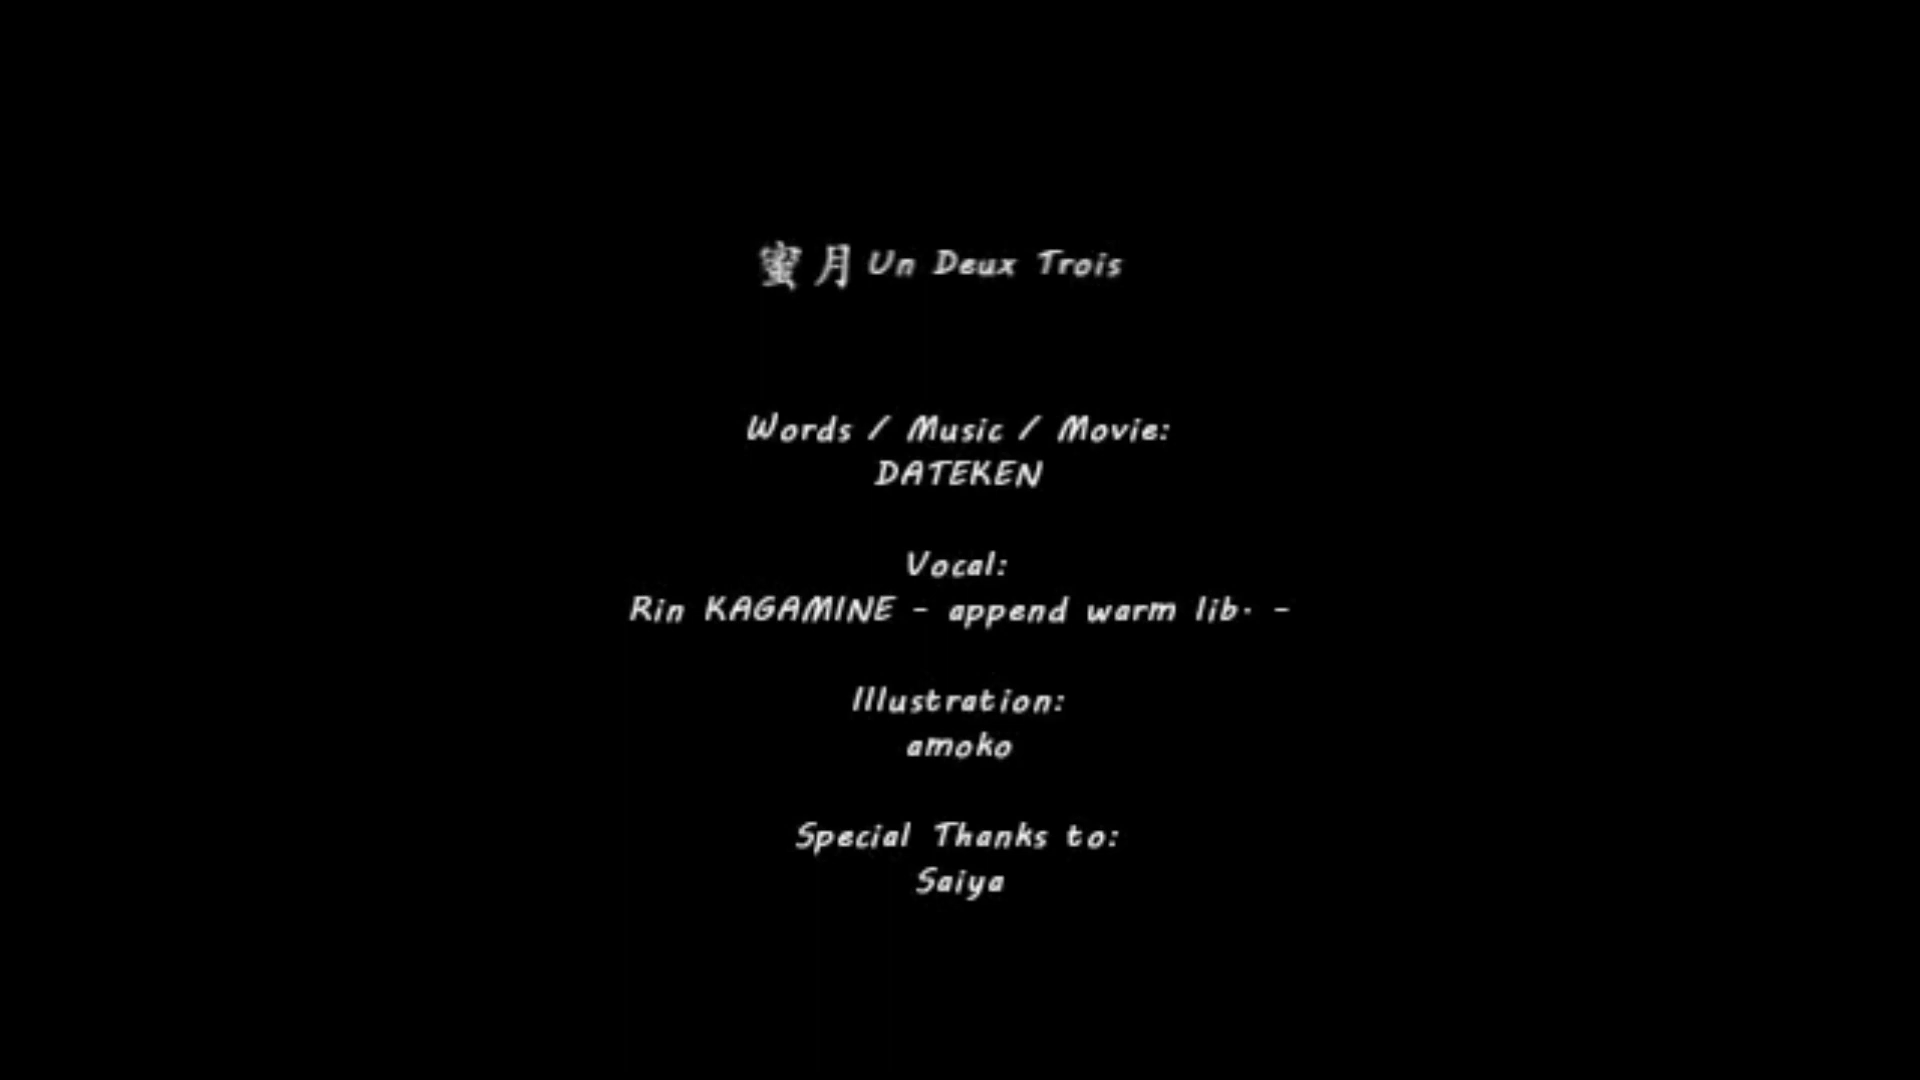 蜜月 Un Deux Trois
Words / Music / Movie:
DATEKEN
Vocal:
Rin KAGAMINE - append warm lib. -
Illustration:
amoko
Special Thanks to:
Saiya